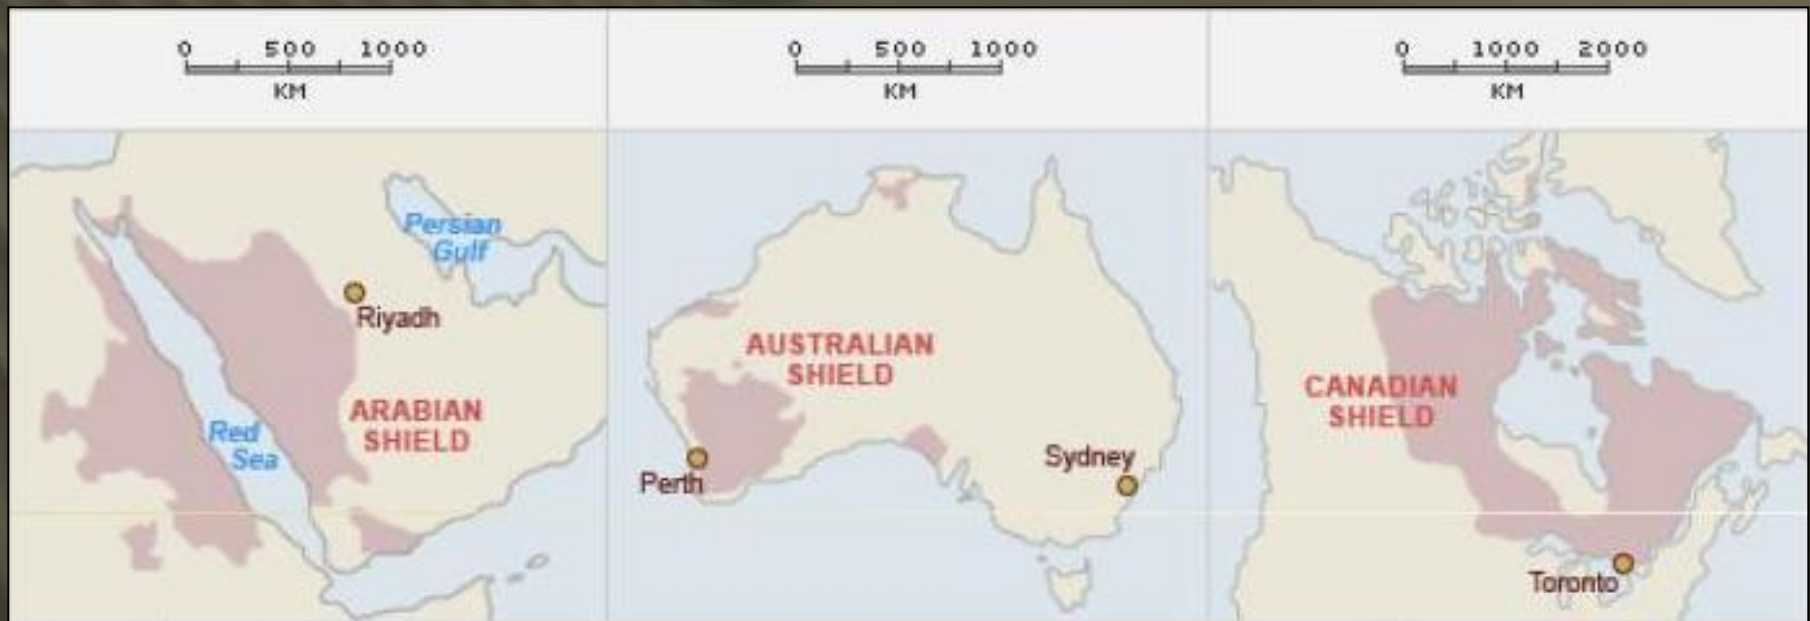 0 500 1000
KM
0 500 1000
KM
0 1000 2000
KM
Persian
Gulf
Riyadh
ARABIAN
SHIELD
Red
Sea
AUSTRALIAN
SHIELD
Perth
Sydney
CANADIAN
SHIELD
Toronto